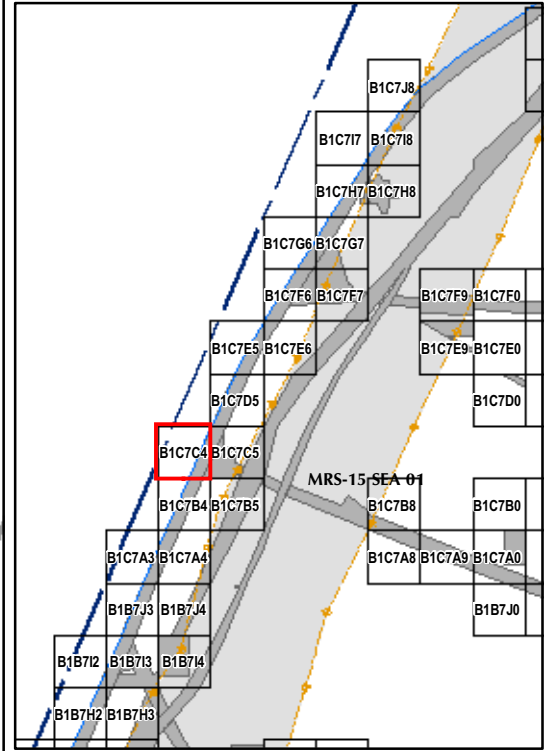 B1C7J8
B1C7I7 B1C7I8
B1C7H7 B1C7H8
B1C7G6 B1C7G7
B1C7F6 B1C7F7 B1C7F9 B1C7F0
B1C7E5 B1C7E6 B1C7E9 B1C7E0
B1C7D5 B1C7D0
B1C7C4 B1C7C5
MRS-15 SEA 01
B1C7B4 B1C7B5 B1C7B8 B1C7B0
B1C7A3 B1C7A4 B1C7A8 B1C7A9 B1C7A0
B1B7J3 B1B7J4 B1B7J0
B1B7I2 B1B7I3 B1B7I4
B1B7H2 B1B7H3